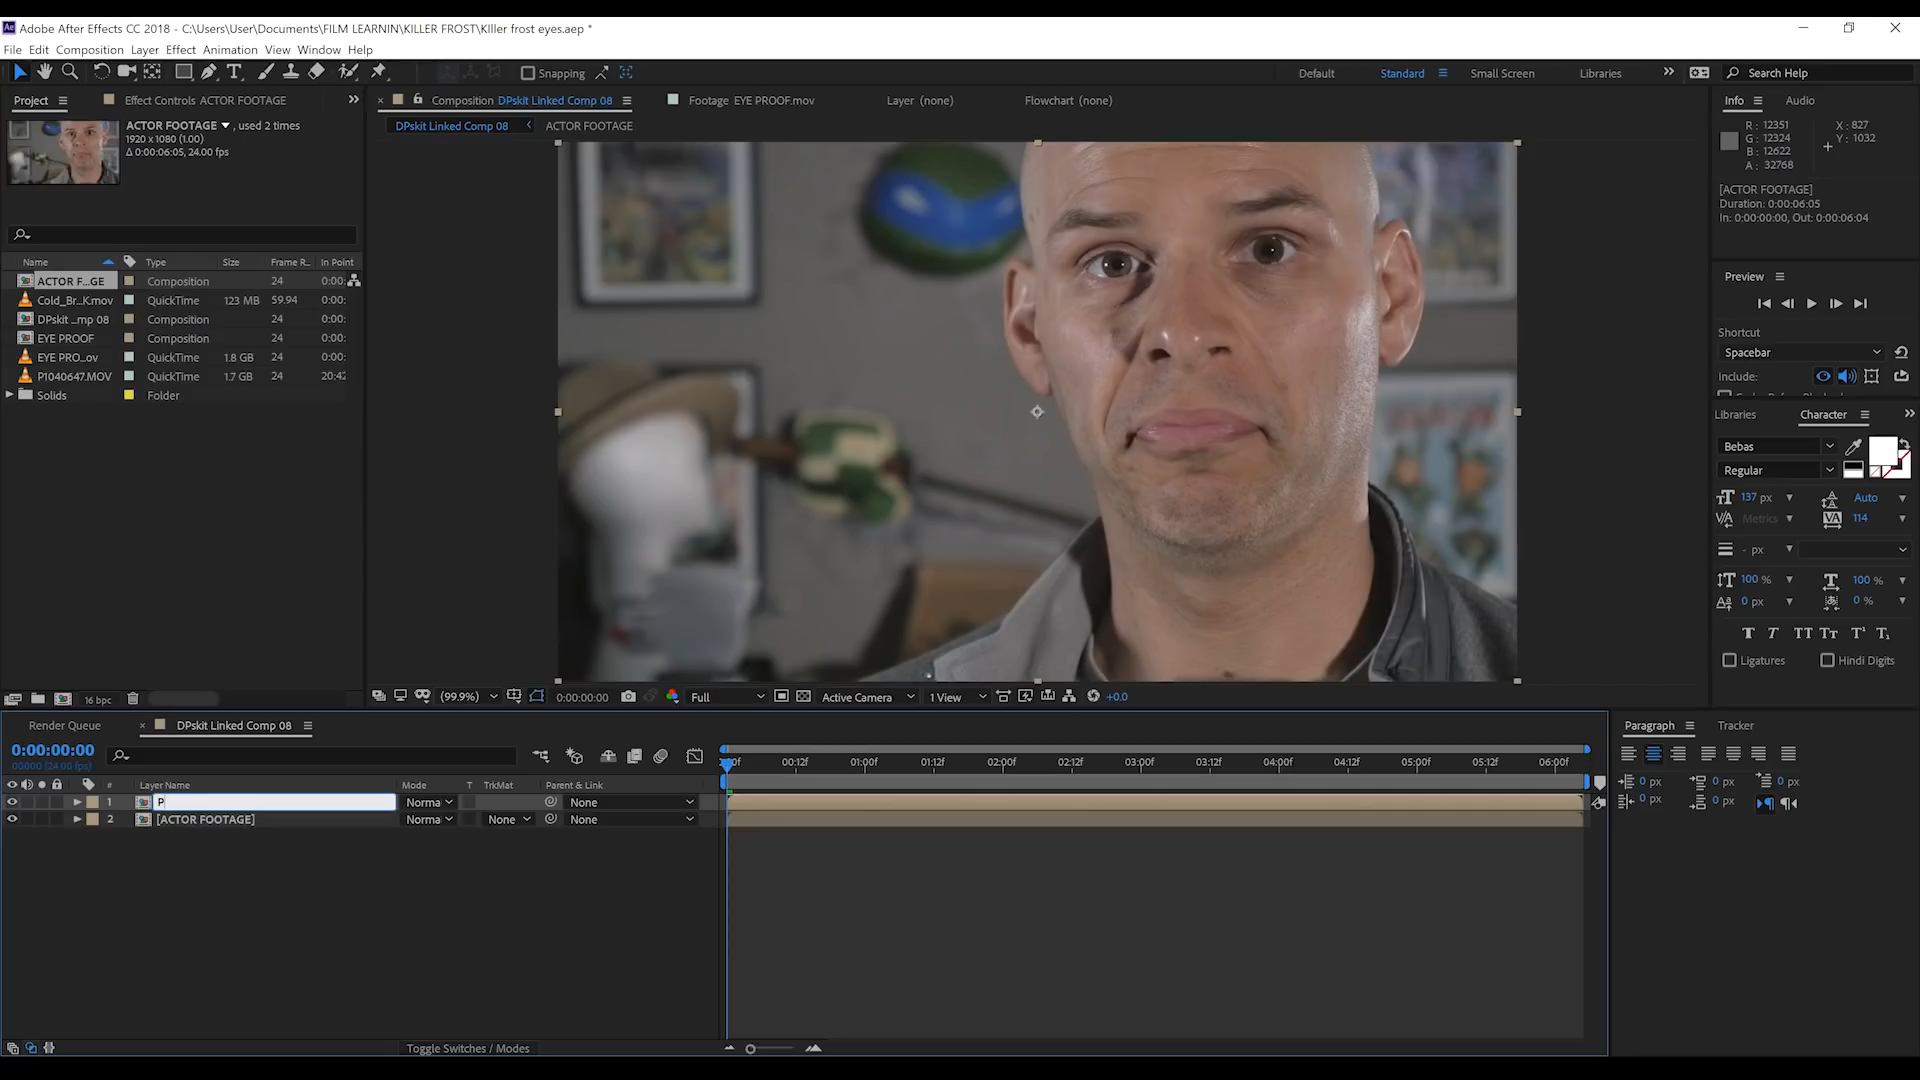 Adobe After Effects CC 2018 - C:\Users\User\Documents\FILM LEARNIN\KILLER FROST\KIller frost eyes.aep *
File Edit Composition Layer Effect Animation View Window Help
Snapping
Default Standard Small Screen Libraries Search Help
Project Effect Controls ACTOR FOOTAGE
Composition DPskit Linked Comp 08 Footage EYE PROOF.mov Layer (none) Flowchart (none)
Info Audio
DPskit Linked Comp 08 ACTOR FOOTAGE
ACTOR FOOTAGE , used 2 times
1920 x 1080 (1.00)
Δ 0:00:06:05, 24.00 fps
R: 12351 X: 827
G: 12324 Y: 1032
B: 12622
A: 32768
[ACTOR FOOTAGE]
Duration: 0:00:06:05
In: 0:00:00:00, Out: 0:00:06:04
Name Type Size Frame R... In Point
ACTOR F...GE Composition 24 0:00:
Cold_Br...K.mov QuickTime 123 MB 59.94 0:00:
DPskit ...mp 08 Composition 24 0:00:
EYE PROOF Composition 24 0:00:
EYE PRO...ov QuickTime 1.8 GB 24 0:00:
P1040647.MOV QuickTime 1.7 GB 24 20:42
Solids Folder
Preview
Shortcut
Spacebar
Include:
Libraries Character
Bebas
Regular
137 px Auto
Metrics 114
- px
100 % 100 %
0 px 0 %
T T TT Tr T¹ T₁
Ligatures Hindi Digits
16 bpc
(99.9%) 0:00:00:00 Full Active Camera 1 View +0.0
Render Queue DPskit Linked Comp 08
0:00:00:00
00000 (24.00 fps)
:00f 00:12f 01:00f 01:12f 02:00f 02:12f 03:00f 03:12f 04:00f 04:12f 05:00f 05:12f 06:00f
# Layer Name Mode T TrkMat Parent & Link
1 P Norma None
2 [ACTOR FOOTAGE] Norma None None
Toggle Switches / Modes
Paragraph Tracker
0 px 0 px 0 px
0 px 0 px